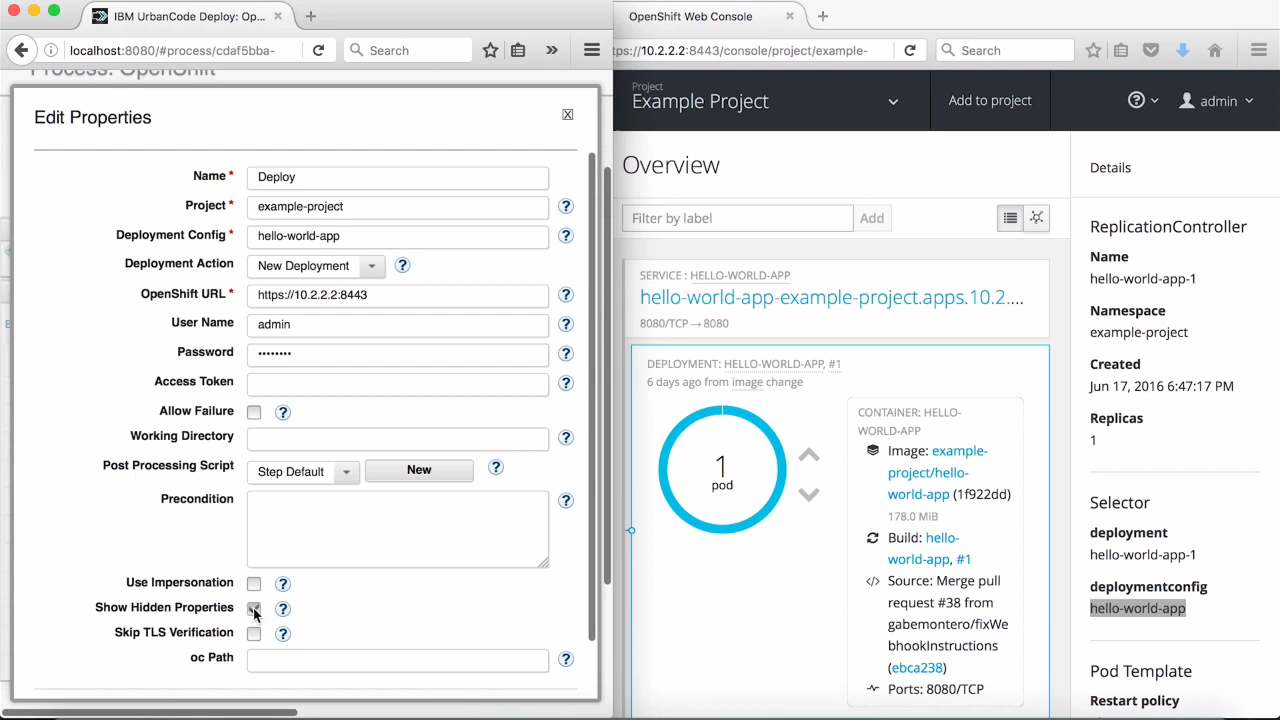 IBM UrbanCode Deploy: Op...
localhost:8080/#process/cdaf5bba-
Search
Process: OpenShift
Edit Properties
Name *
Deploy
Project *
example-project
Deployment Config *
hello-world-app
Deployment Action
New Deployment
OpenShift URL *
https://10.2.2.2:8443
User Name
admin
Password
••••••••
Access Token
Allow Failure
Working Directory
Post Processing Script
Step Default
New
Precondition
Use Impersonation
Show Hidden Properties
Skip TLS Verification
oc Path
OpenShift Web Console
ps://10.2.2.2:8443/console/project/example-
Search
Project
Example Project
Add to project
admin
Overview
Filter by label
Add
SERVICE : HELLO-WORLD-APP
hello-world-app-example-project.apps.10.2....
8080/TCP → 8080
DEPLOYMENT: HELLO-WORLD-APP, #1
6 days ago from image change
1
pod
CONTAINER: HELLO-
WORLD-APP
Image: example-
project/hello-
world-app (1f922dd)
178.0 MiB
Build: hello-
world-app, #1
Source: Merge pull
request #38 from
gabemontero/fixWe
bhookInstructions
(ebca238)
Ports: 8080/TCP
Details
ReplicationController
Name
hello-world-app-1
Namespace
example-project
Created
Jun 17, 2016 6:47:17 PM
Replicas
1
Selector
deployment
hello-world-app-1
deploymentconfig
hello-world-app
Pod Template
Restart policy